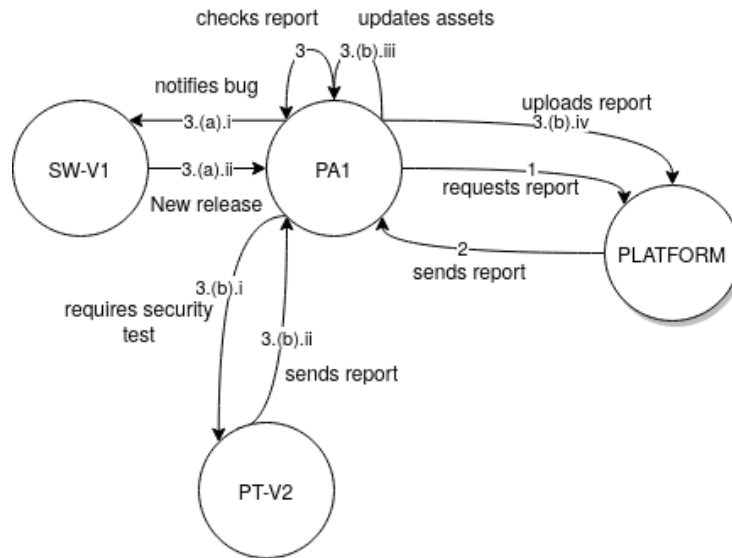 checks report
updates assets
3
3.(b).iii
notifies bug
uploads report
3.(a).i
3.(b).iv
SW-V1
3.(a).ii
PA1
1
requests report
New release
2
PLATFORM
sends report
3.(b).i
requires security
test
3.(b).ii
sends report
PT-V2